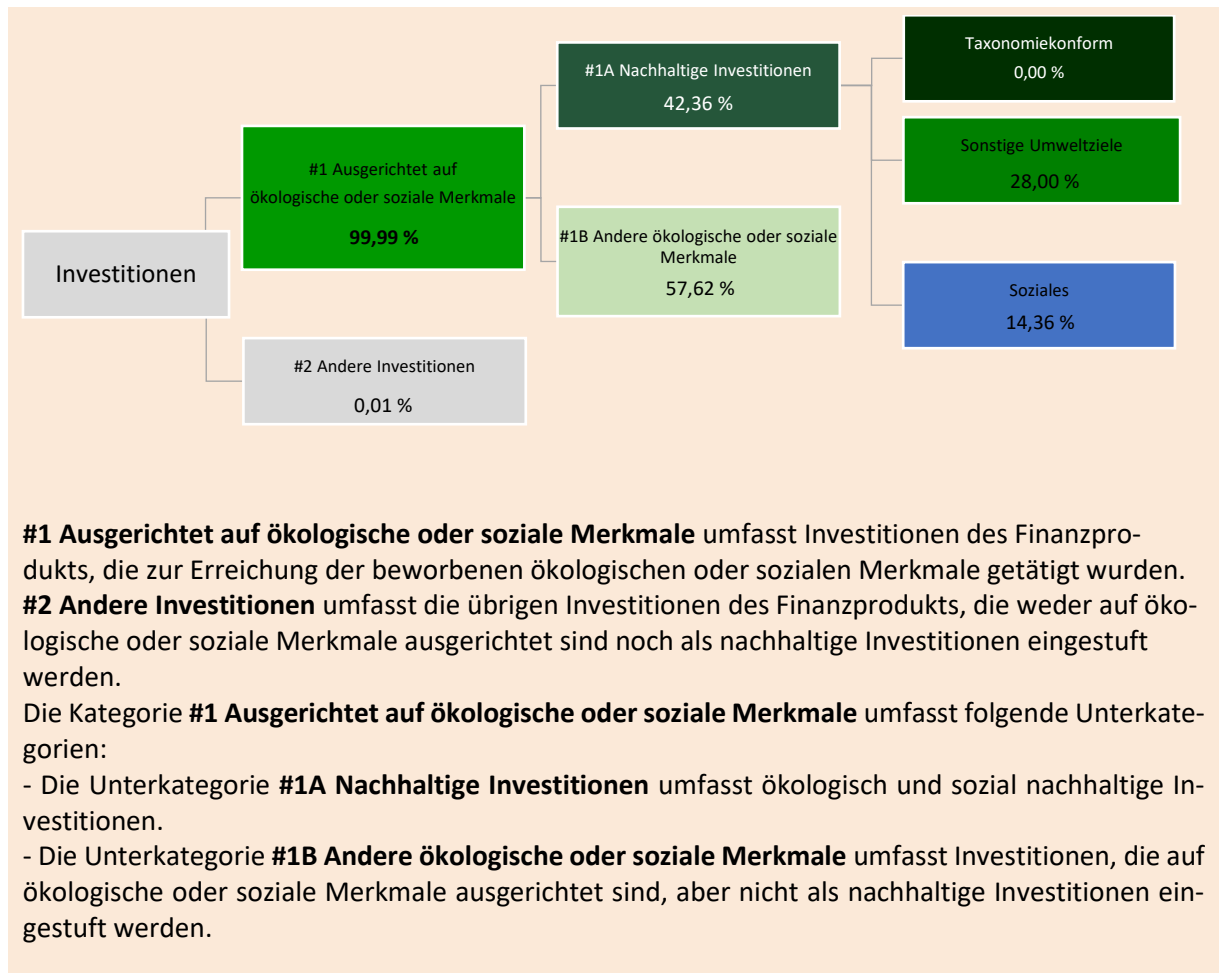 Investitionen
#1 Ausgerichtet auf
ökologische oder soziale Merkmale
99,99 %
#2 Andere Investitionen
0,01 %
#1A Nachhaltige Investitionen
42,36 %
#1B Andere ökologische oder soziale
Merkmale
57,62 %
Taxonomiekonform
0,00 %
Sonstige Umweltziele
28,00 %
Soziales
14,36 %
#1 Ausgerichtet auf ökologische oder soziale Merkmale umfasst Investitionen des Finanzpro-
dukts, die zur Erreichung der beworbenen ökologischen oder sozialen Merkmale getätigt wurden.
#2 Andere Investitionen umfasst die übrigen Investitionen des Finanzprodukts, die weder auf öko-
logische oder soziale Merkmale ausgerichtet sind noch als nachhaltige Investitionen eingestuft
werden.
Die Kategorie #1 Ausgerichtet auf ökologische oder soziale Merkmale umfasst folgende Unterkate-
gorien:
- Die Unterkategorie #1A Nachhaltige Investitionen umfasst ökologisch und sozial nachhaltige In-
vestitionen.
- Die Unterkategorie #1B Andere ökologische oder soziale Merkmale umfasst Investitionen, die auf
ökologische oder soziale Merkmale ausgerichtet sind, aber nicht als nachhaltige Investitionen ein-
gestuft werden.